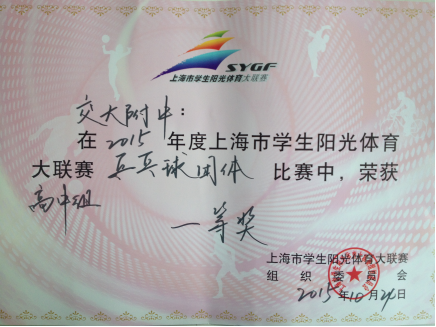 SYGF
上海市学生阳光体育大联赛
交大附中：
在2015年度上海市学生阳光体育
大联赛 乒乓球团体 比赛中，荣获
高中组
一等奖
上海市学生阳光体育大联赛
组织委员会
2015年10月24日